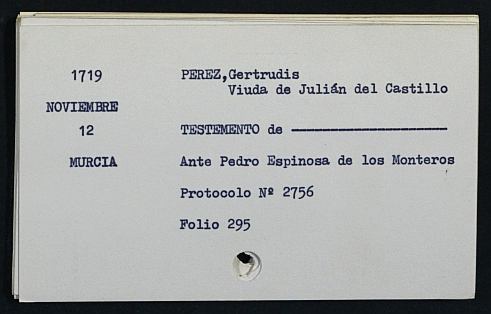 1719 PEREZ,Gertrudis
Viuda de Julián del Castillo
NOVIEMBRE
12 TESTEMENTO de ————————————
MURCIA Ante Pedro Espinosa de los Monteros
Protocolo Nº 2756
Folio 295